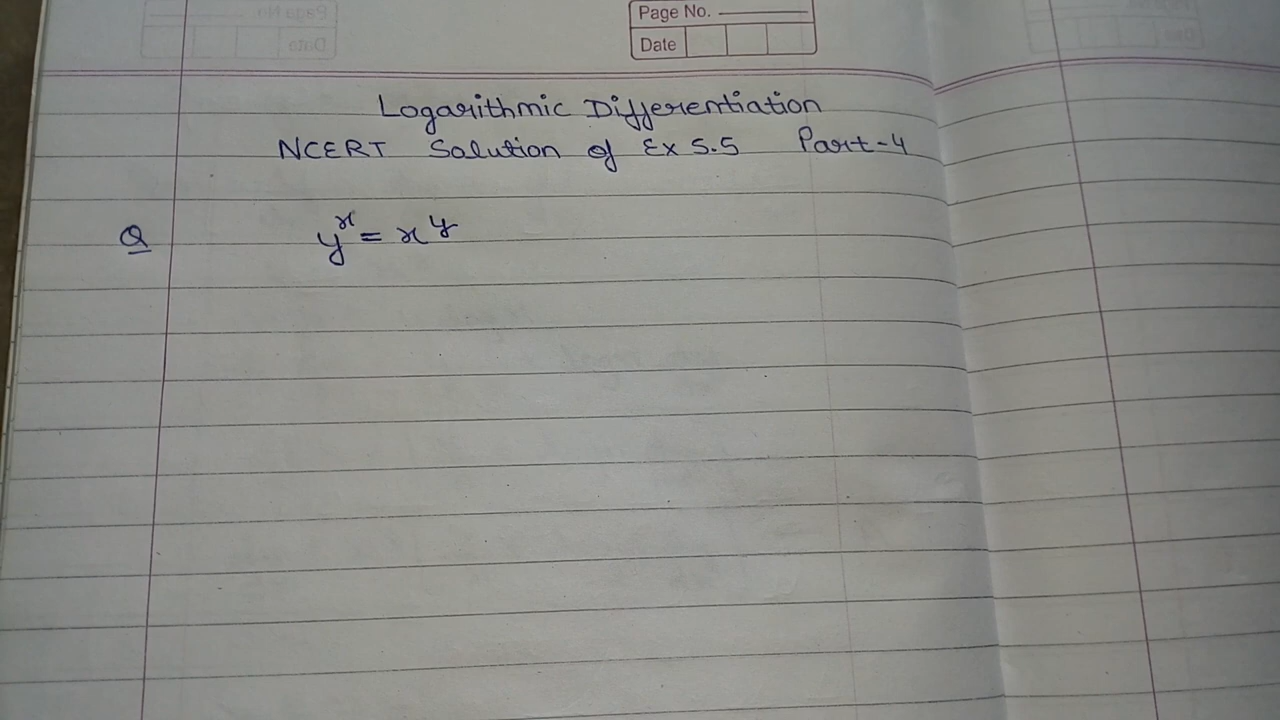 Page No.
Date
Logarithmic Differentiation
NCERT Solution of Ex 5.5 Part-4
Q y^x = x^y